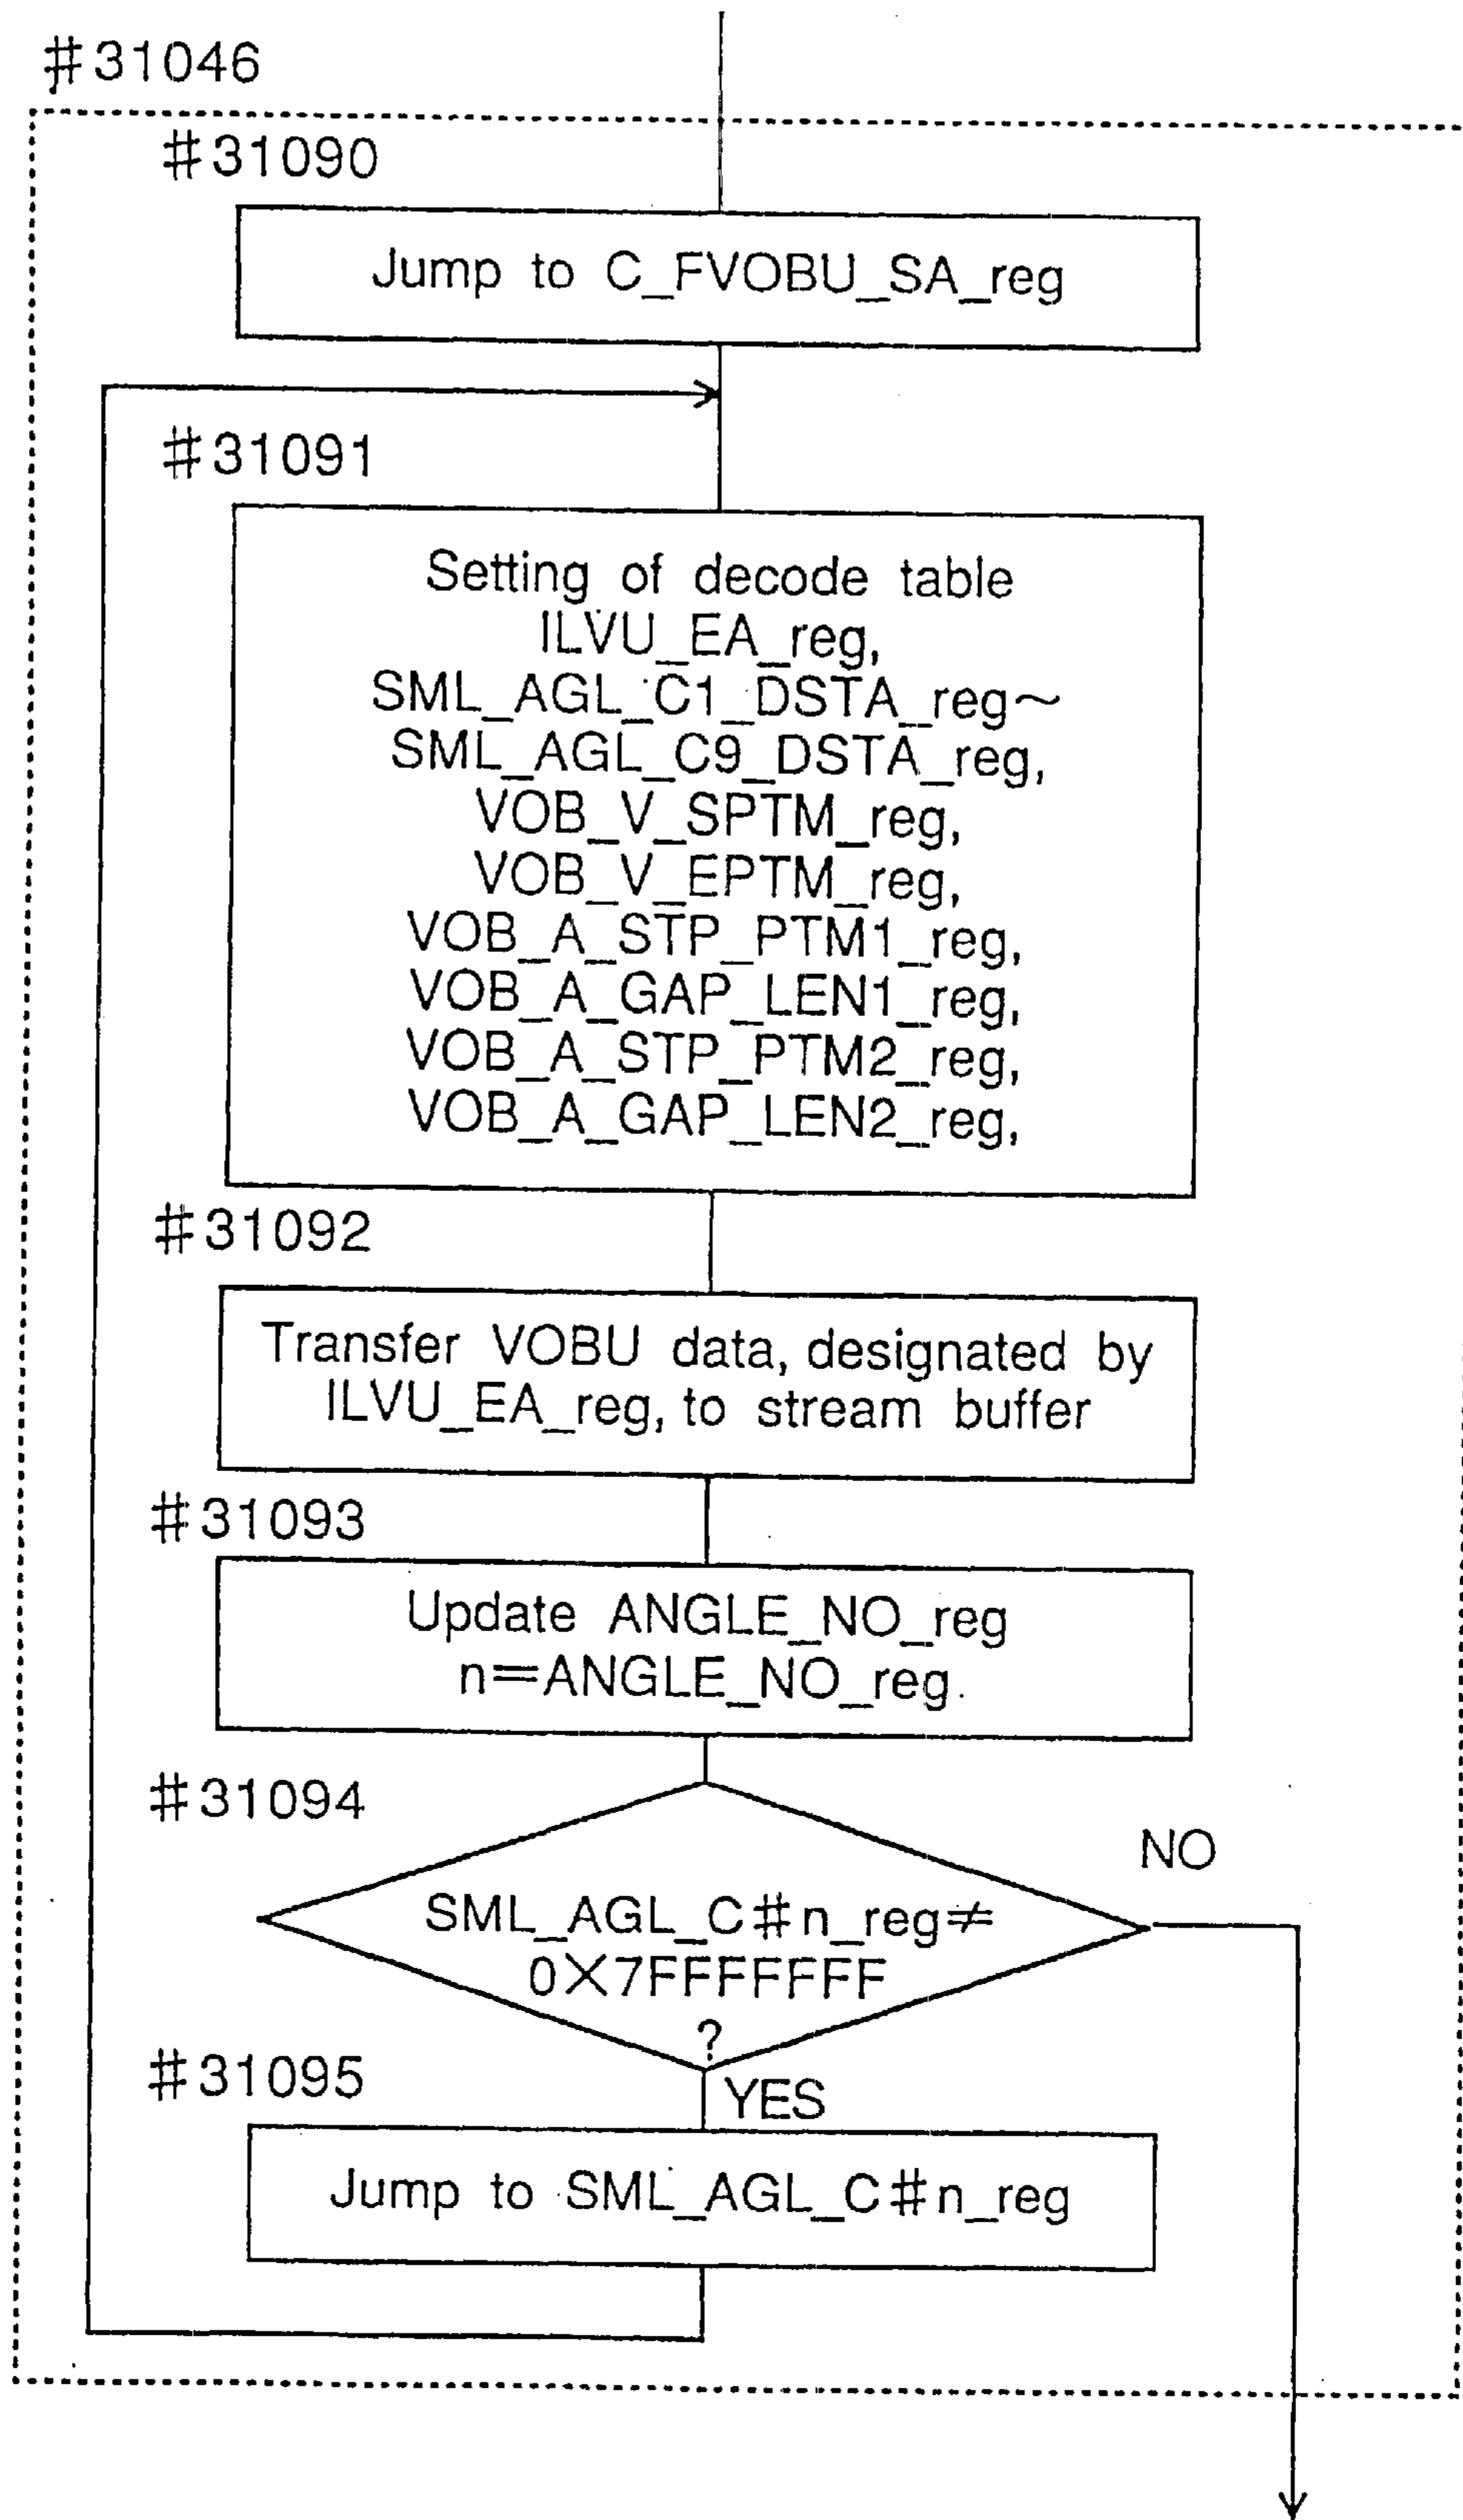 #31046
#31090
Jump to C_FVOBU_SA_reg
#31091
Setting of decode table
ILVU_EA_reg,
SML_AGL_C1_DSTA_reg~
SML_AGL_C9_DSTA_reg,
VOB_V_SPTM_reg,
VOB_V_EPTM_reg,
VOB_A_STP_PTM1_reg,
VOB_A_GAP_LEN1_reg,
VOB_A_STP_PTM2_reg,
VOB_A_GAP_LEN2_reg,
#31092
Transfer VOBU data, designated by
ILVU_EA_reg, to stream buffer
#31093
Update ANGLE_NO_reg
n=ANGLE_NO_reg.
#31094
NO
SML_AGL_C#n_reg≠
0X7FFFFFFF
?
#31095
YES
Jump to SML_AGL_C#n_reg